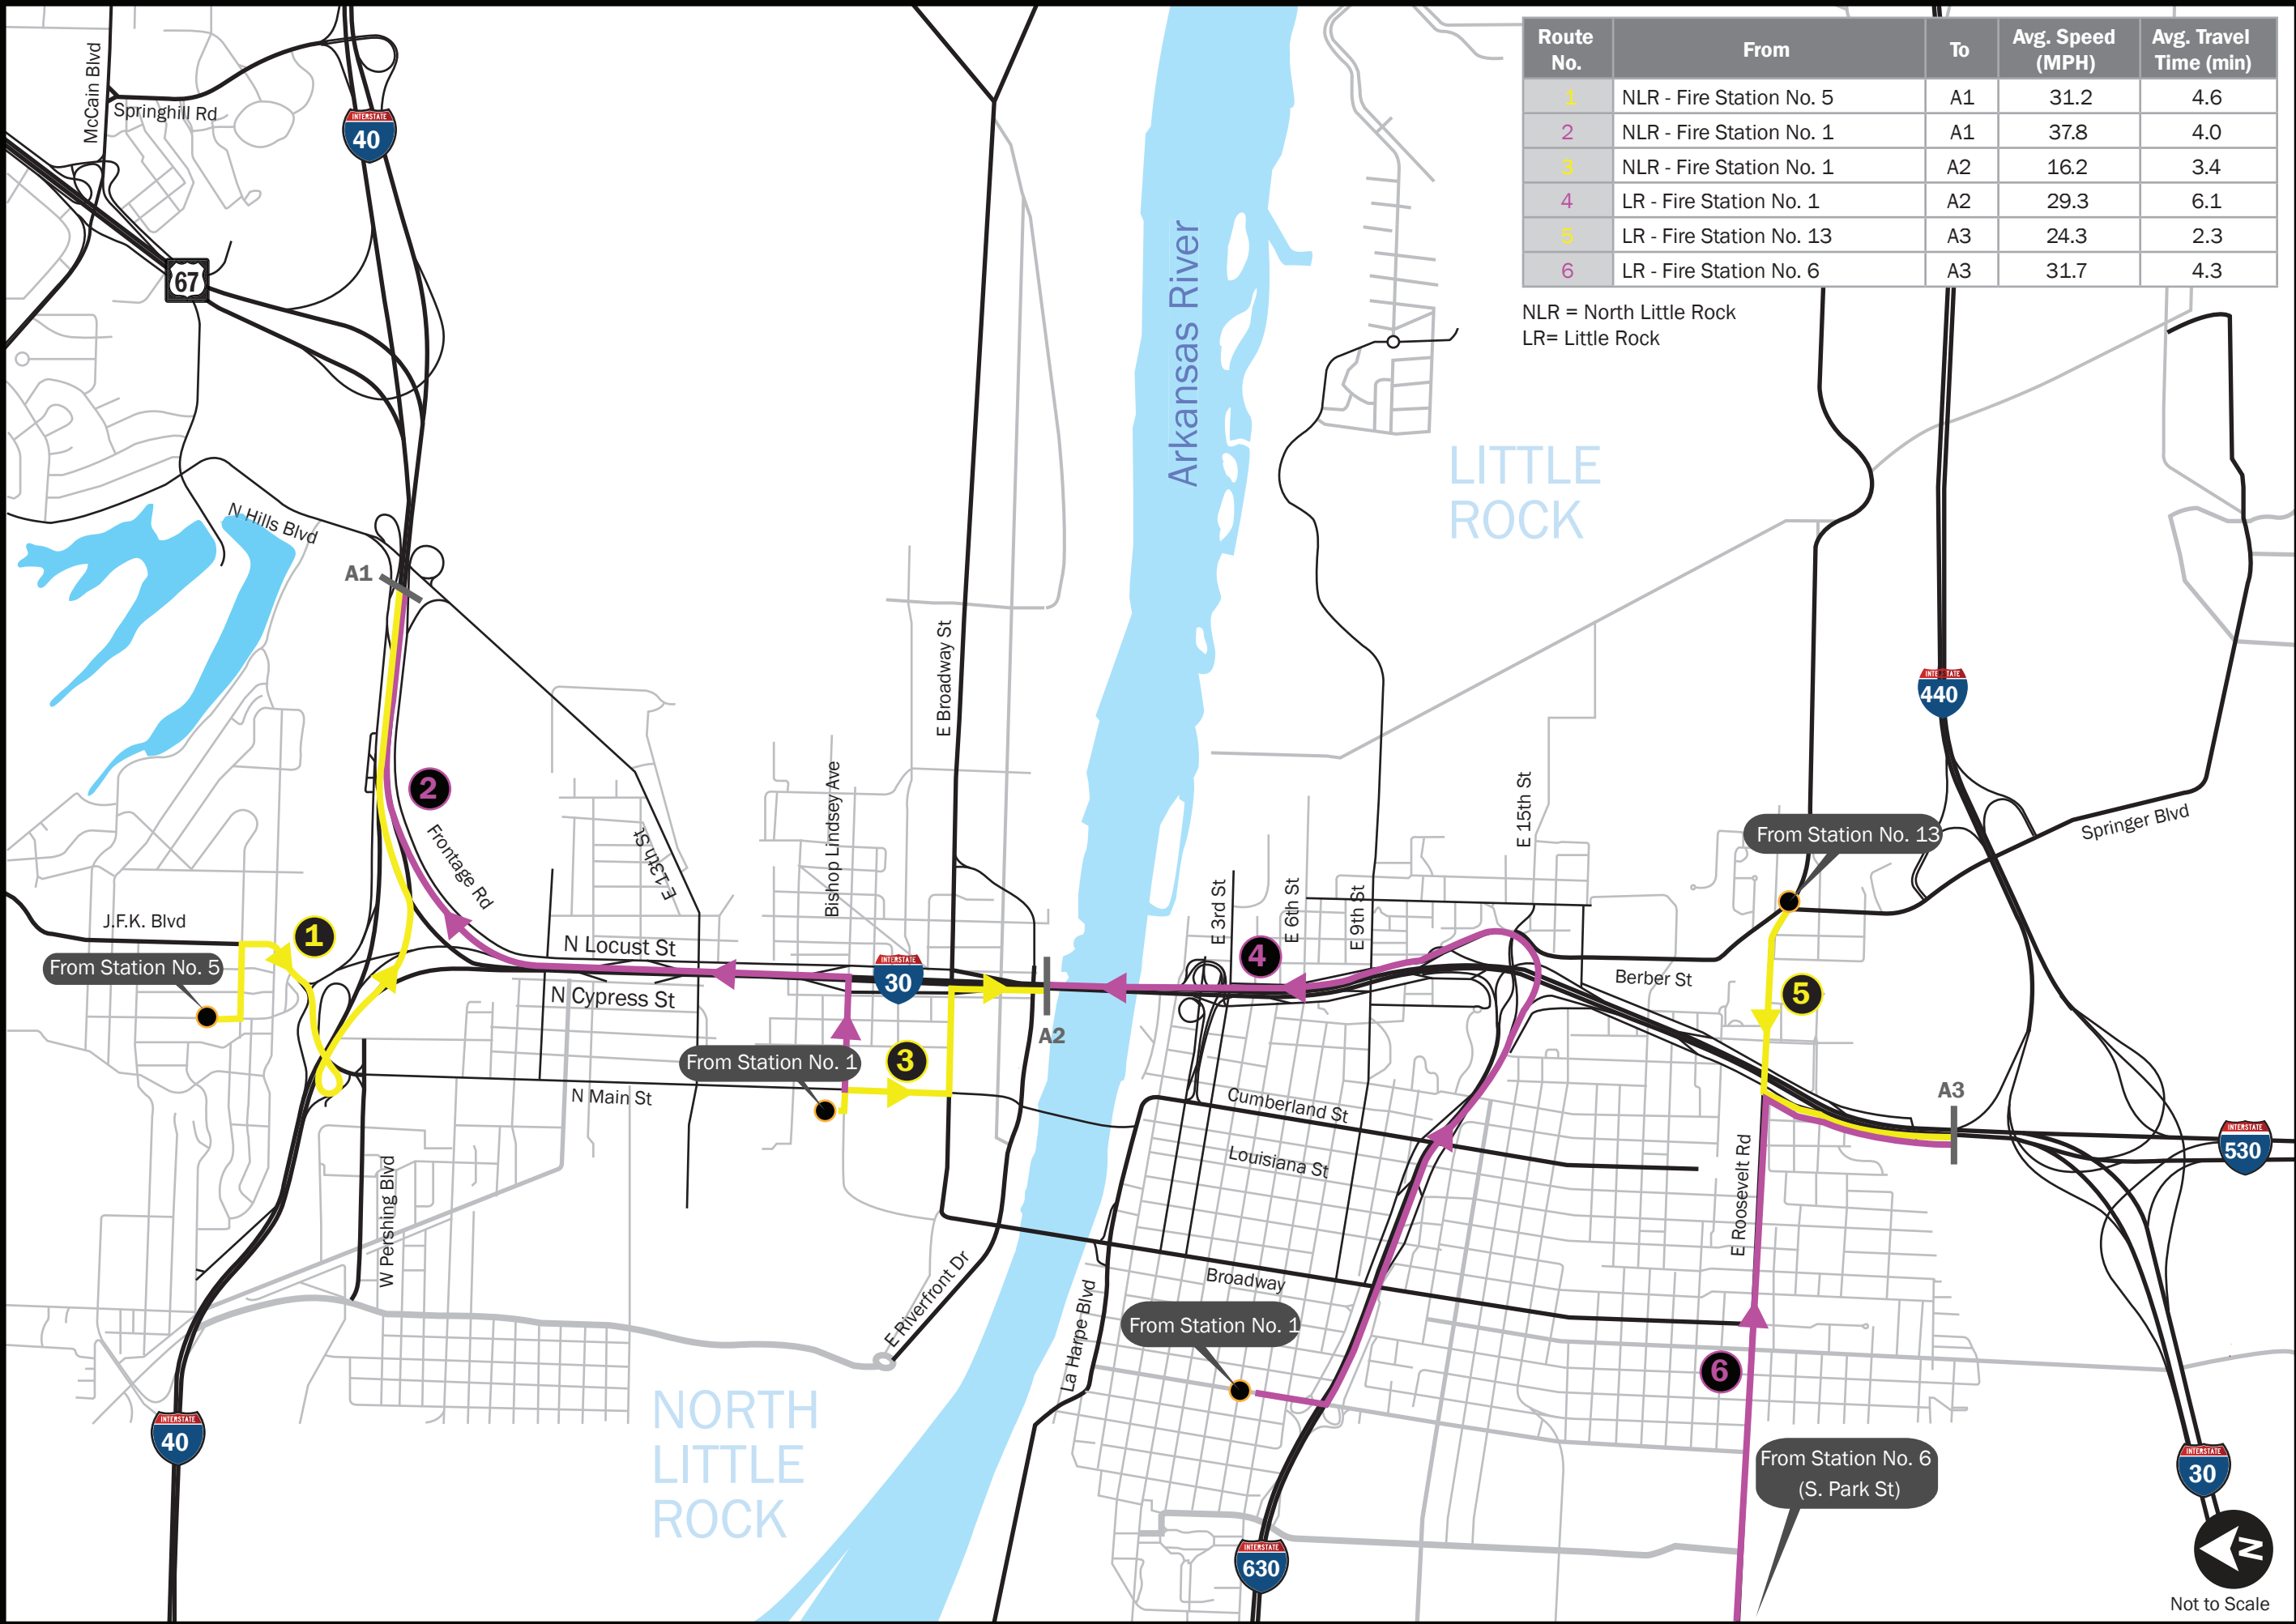 Route No. From To Avg. Speed (MPH) Avg. Travel Time (min)
1 NLR - Fire Station No. 5 A1 31.2 4.6
2 NLR - Fire Station No. 1 A1 37.8 4.0
3 NLR - Fire Station No. 1 A2 16.2 3.4
4 LR - Fire Station No. 1 A2 29.3 6.1
5 LR - Fire Station No. 13 A3 24.3 2.3
6 LR - Fire Station No. 6 A3 31.7 4.3
NLR = North Little Rock
LR= Little Rock
McCain Blvd
Springhill Rd
INTERSTATE
40
67
Arkansas River
LITTLE
ROCK
N Hills Blvd
A1
E Broadway St
INTERSTATE
440
2
Frontage Rd
E 13th St
Bishop Lindsey Ave
E 15th St
From Station No. 13
Springer Blvd
J.F.K. Blvd
1
From Station No. 5
N Locust St
N Cypress St
INTERSTATE
30
E 3rd St
4
E 6th St
E 9th St
Berber St
5
A2
From Station No. 1
3
N Main St
Cumberland St
Louisiana St
A3
INTERSTATE
530
W Pershing Blvd
E Roosevelt Rd
E Riverfront Dr
La Harpe Blvd
Broadway
From Station No. 1
6
NORTH
LITTLE
ROCK
INTERSTATE
40
From Station No. 6
(S. Park St)
INTERSTATE
30
INTERSTATE
630
N
Not to Scale